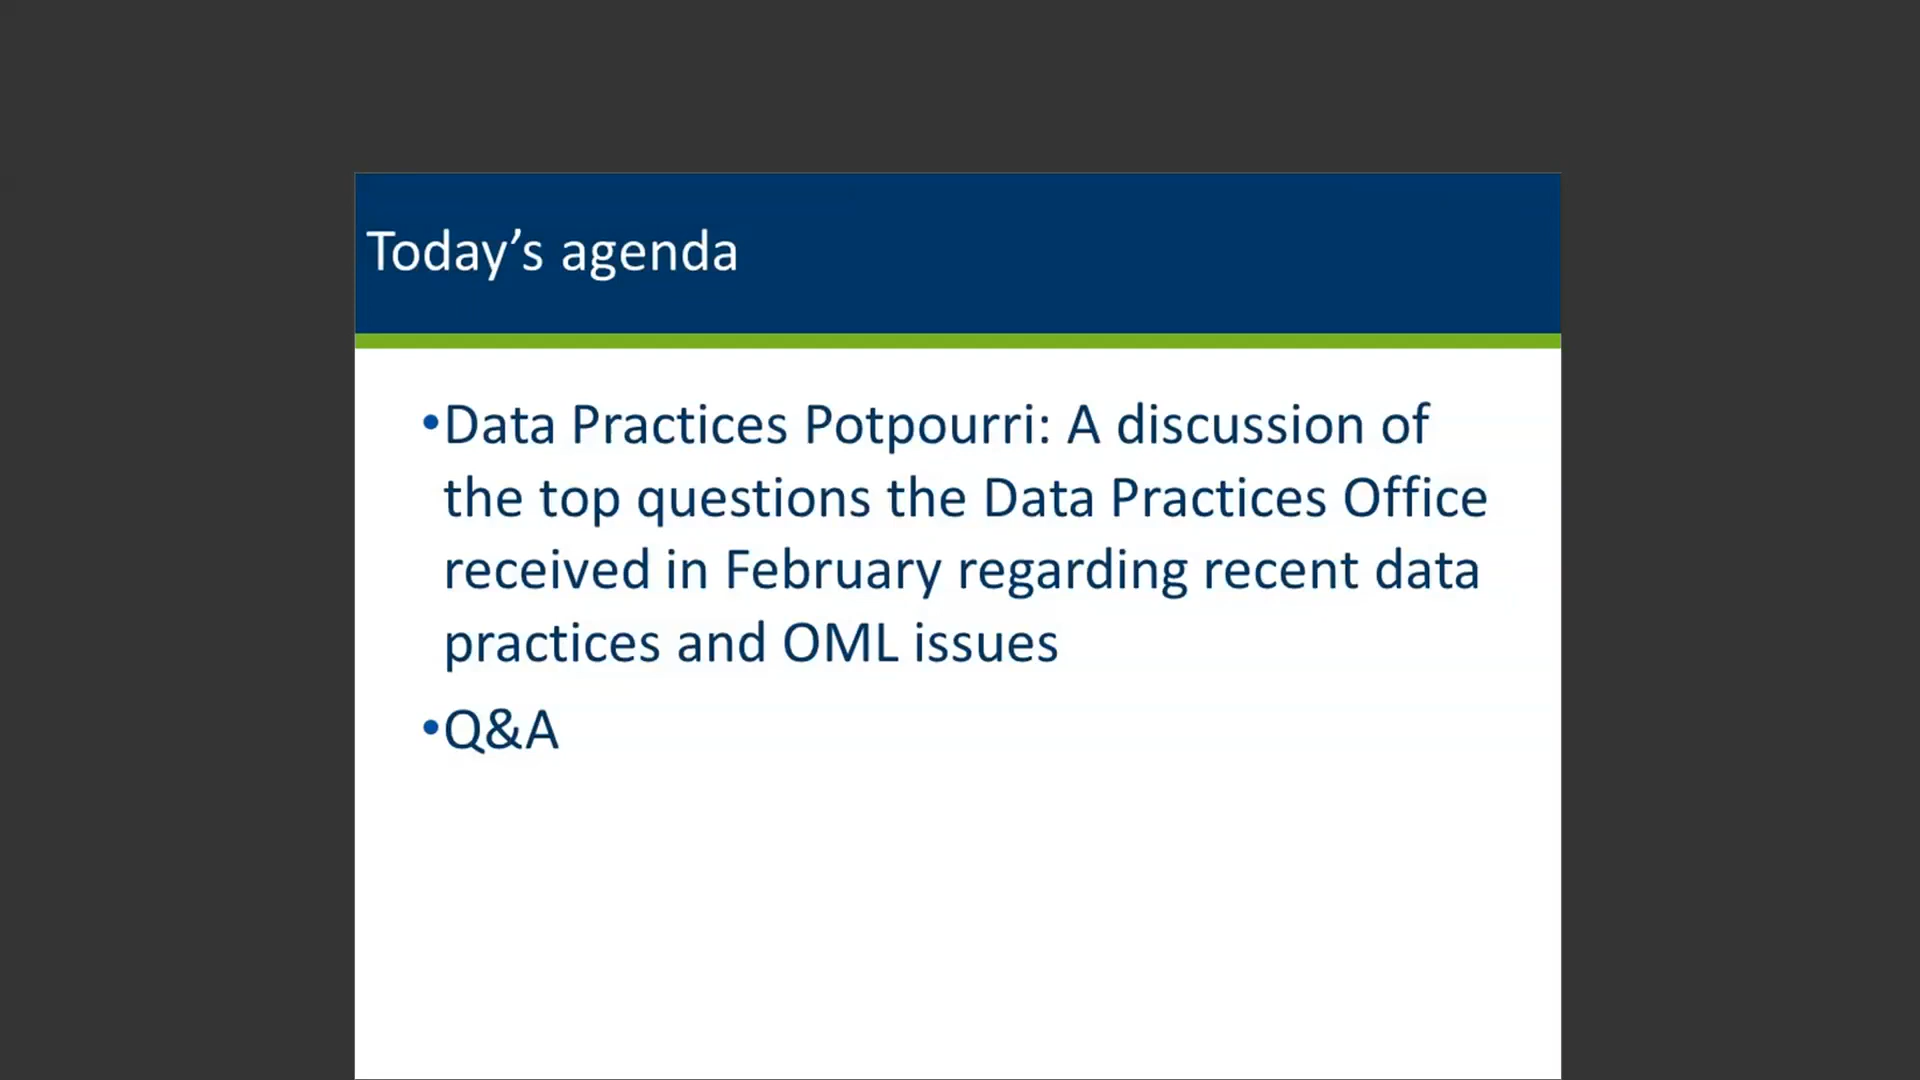 Today’s agenda
•Data Practices Potpourri: A discussion of
the top questions the Data Practices Office
received in February regarding recent data
practices and OML issues
•Q&A